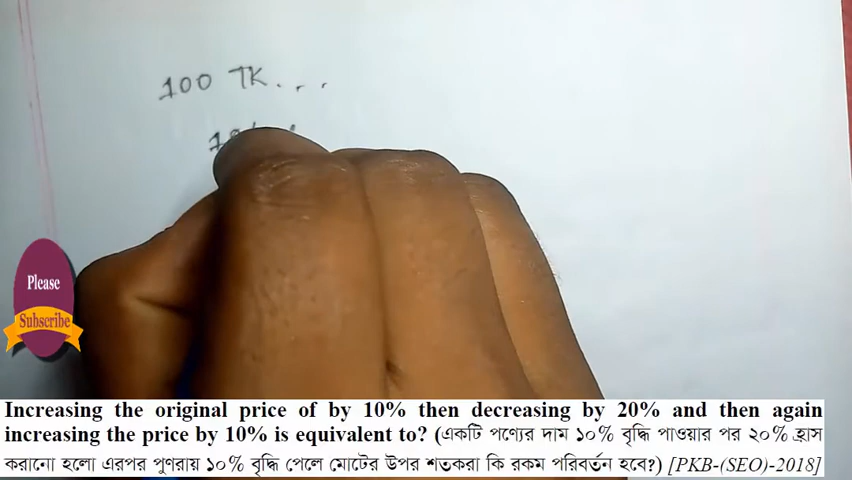 100 TK...
Please
Subscribe
Increasing the original price of by 10% then decreasing by 20% and then again
increasing the price by 10% is equivalent to? (একটি পণ্যের দাম ১০% বৃদ্ধি পাওয়ার পর ২০% হ্রাস
করানো হলো এরপর পুণরায় ১০% বৃদ্ধি পেলে মোটের উপর শতকরা কি রকম পরিবর্তন হবে?) [PKB-(SEO)-2018]